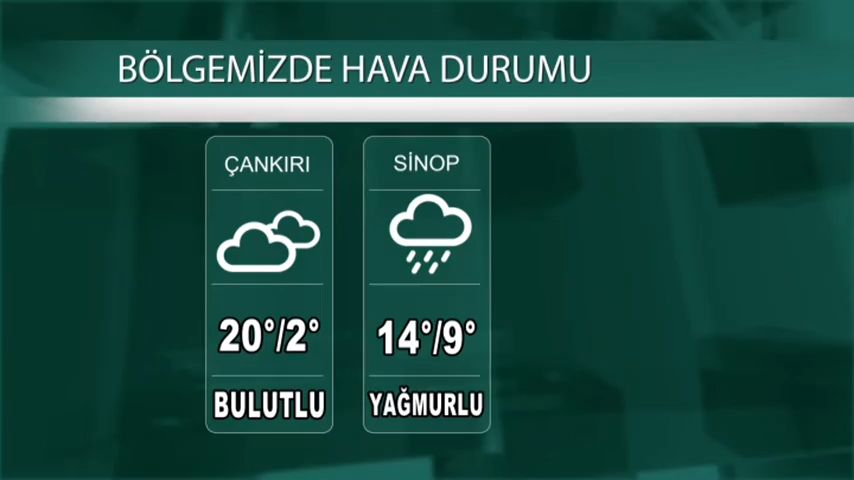 BÖLGEMİZDE HAVA DURUMU
ÇANKIRI
20°/2°
BULUTLU
SİNOP
14°/9°
YAĞMURLU